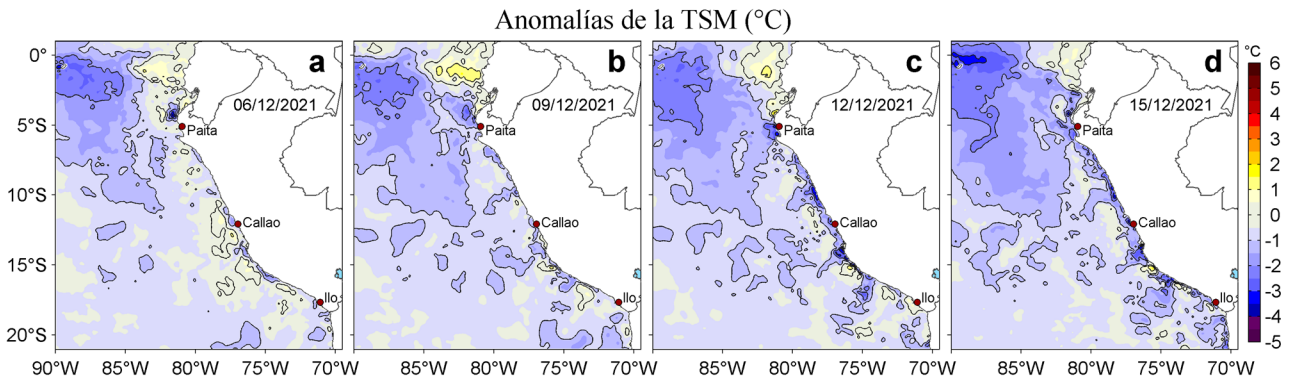 Anomalías de la TSM (°C)
a
b
c
d
°C
06/12/2021
09/12/2021
12/12/2021
15/12/2021
Paita
Paita
Paita
Paita
Callao
Callao
Callao
Callao
Ilo
Ilo
Ilo
Ilo
0°
5°S
10°S
15°S
20°S
90°W 85°W 80°W 75°W 70°W
85°W 80°W 75°W 70°W
85°W 80°W 75°W 70°W
85°W 80°W 75°W 70°W
6
5
4
3
2
1
0
-1
-2
-3
-4
-5